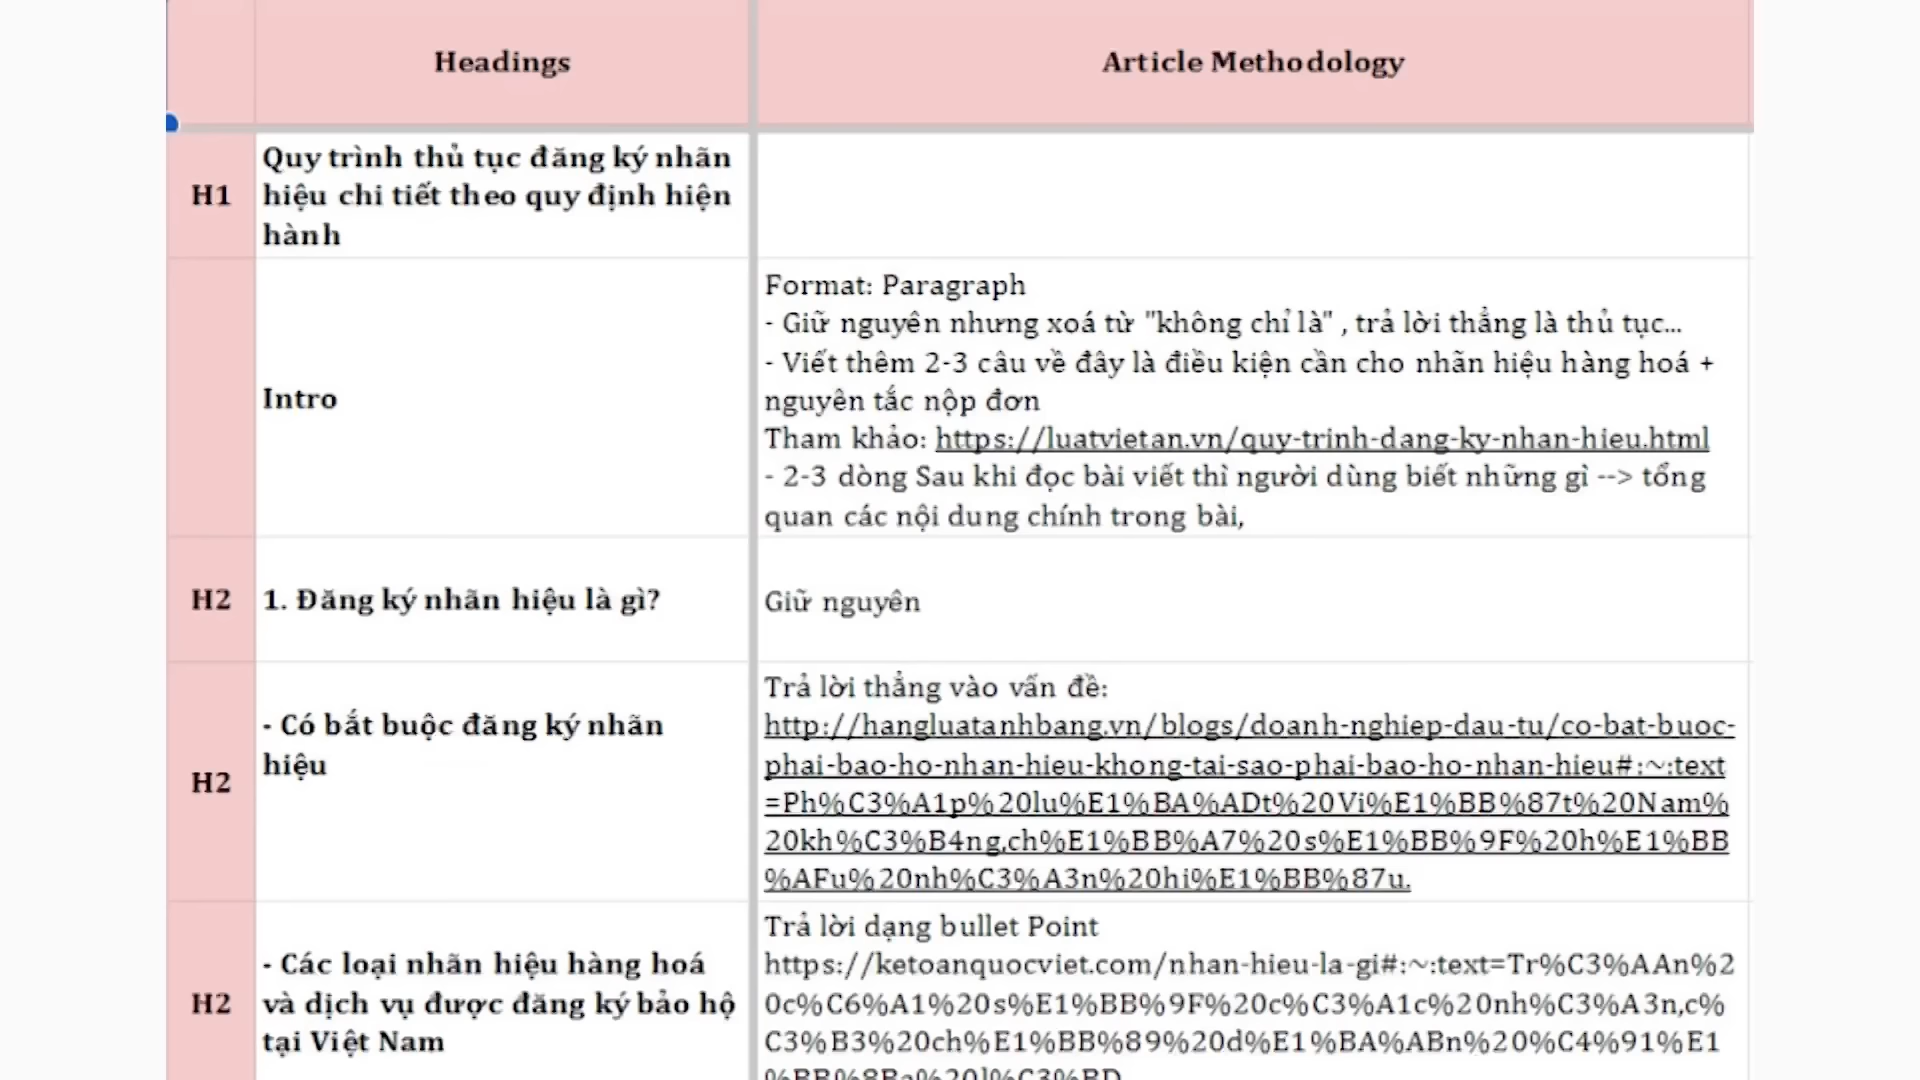 Headings
Article Methodology
H1
Quy trình thủ tục đăng ký nhãn
hiệu chi tiết theo quy định hiện
hành
Intro
Format: Paragraph
- Giữ nguyên nhưng xoá từ "không chỉ là" , trả lời thẳng là thủ tục...
- Viết thêm 2-3 câu về đây là điều kiện cần cho nhãn hiệu hàng hoá +
nguyên tắc nộp đơn
Tham khảo: https://luatvietan.vn/quy-trinh-dang-ky-nhan-hieu.html
- 2-3 dòng Sau khi đọc bài viết thì người dùng biết những gì --> tổng
quan các nội dung chính trong bài,
H2
1. Đăng ký nhãn hiệu là gì?
Giữ nguyên
H2
- Có bắt buộc đăng ký nhãn
hiệu
Trả lời thẳng vào vấn đề:
http://hangluatanhbang.vn/blogs/doanh-nghiep-dau-tu/co-bat-buoc-
phai-bao-ho-nhan-hieu-khong-tai-sao-phai-bao-ho-nhan-hieu#:~:text
=Ph%C3%A1p%20lu%E1%BA%ADt%20Vi%E1%BB%87t%20Nam%
20kh%C3%B4ng,ch%E1%BB%A7%20s%E1%BB%9F%20h%E1%BB
%AFu%20nh%C3%A3n%20hi%E1%BB%87u.
H2
- Các loại nhãn hiệu hàng hoá
và dịch vụ được đăng ký bảo hộ
tại Việt Nam
Trả lời dạng bullet Point
https://ketoanquocviet.com/nhan-hieu-la-gi#:~:text=Tr%C3%AAn%2
0c%C6%A1%20s%E1%BB%9F%20c%C3%A1c%20nh%C3%A3n,c%
C3%B3%20ch%E1%BB%89%20d%E1%BA%ABn%20%C4%91%E1
%BB%8Ba%20l%C3%BD